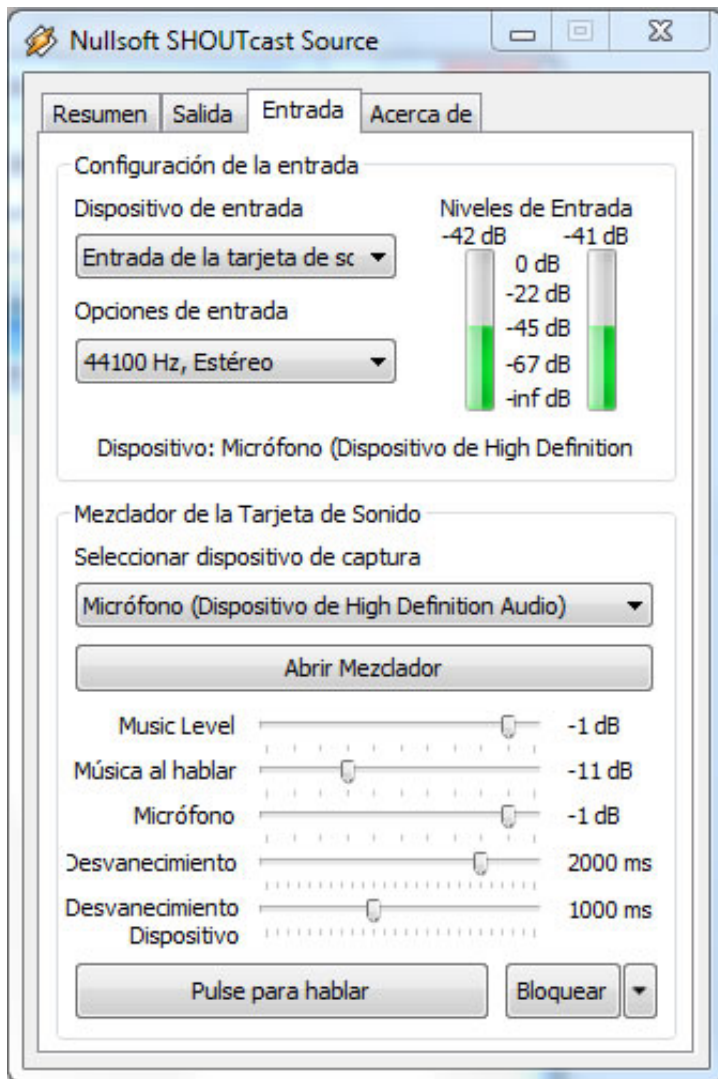 Nullsoft SHOUTcast Source
Resumen Salida Entrada Acerca de
Configuración de la entrada
Dispositivo de entrada
Entrada de la tarjeta de sc
Opciones de entrada
44100 Hz, Estéreo
Niveles de Entrada
-42 dB -41 dB
0 dB
-22 dB
-45 dB
-67 dB
-inf dB
Dispositivo: Micrófono (Dispositivo de High Definition
Mezclador de la Tarjeta de Sonido
Seleccionar dispositivo de captura
Micrófono (Dispositivo de High Definition Audio)
Abrir Mezclador
Music Level -1 dB
Música al hablar -11 dB
Micrófono -1 dB
Desvanecimiento 2000 ms
Desvanecimiento 1000 ms
Dispositivo
Pulse para hablar Bloquear